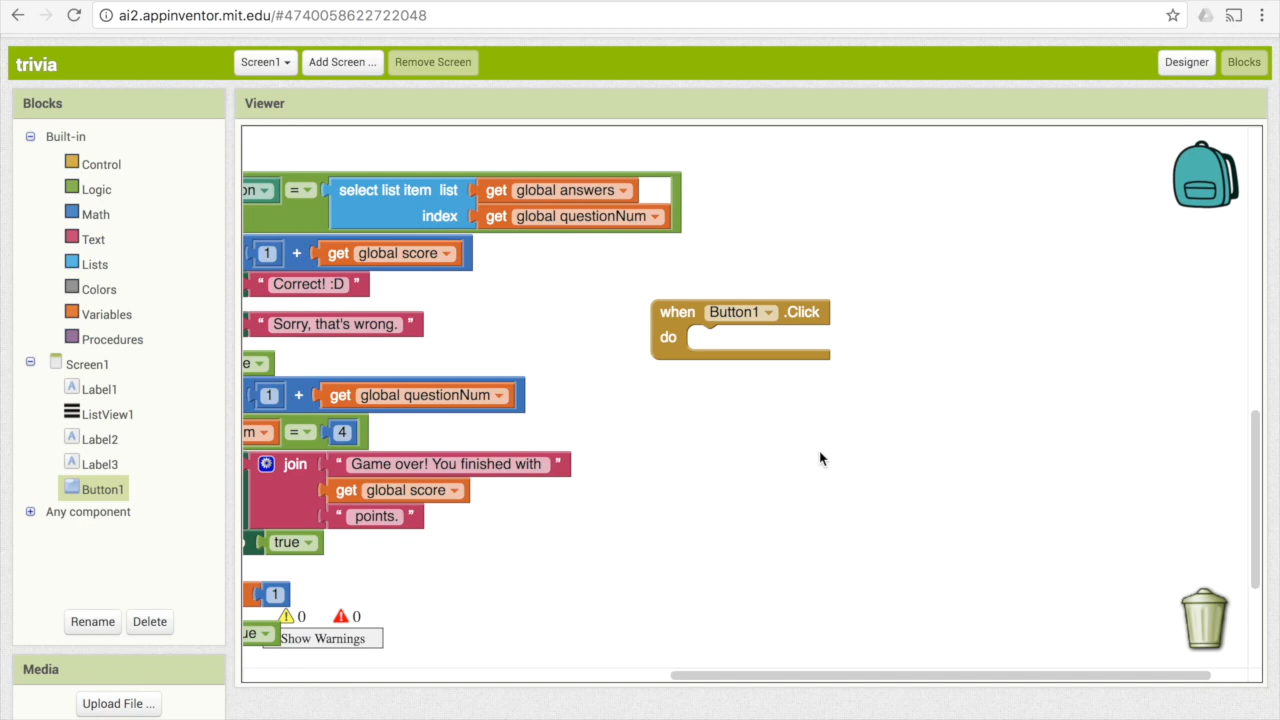 ai2.appinventor.mit.edu/#4740058622722048
trivia
Screen1
Add Screen ...
Remove Screen
Designer
Blocks
Blocks
Viewer
Built-in
Control
Logic
Math
Text
Lists
Colors
Variables
Procedures
Screen1
Label1
ListView1
Label2
Label3
Button1
Any component
Rename
Delete
Media
Upload File ...
on = select list item list get global answers
index get global questionNum
1 + get global score
“ Correct! :D ”
“ Sorry, that's wrong. ”
e
1 + get global questionNum
m = 4
join “ Game over! You finished with ”
get global score
“ points. ”
true
1
0 0
ue
Show Warnings
when Button1 .Click
do